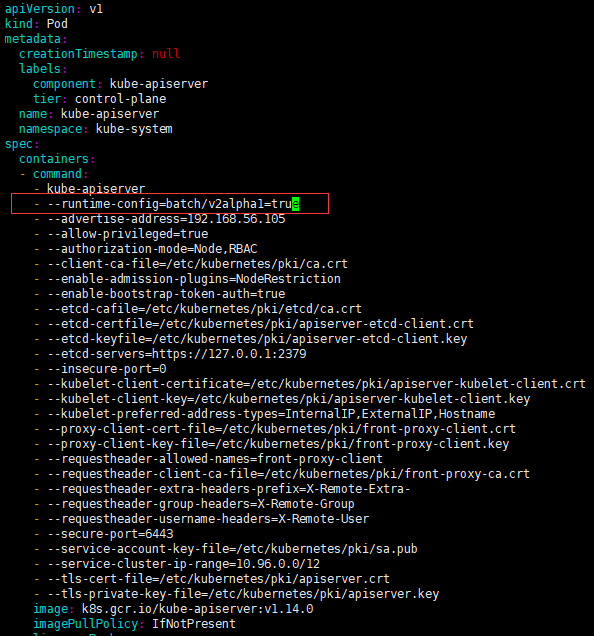 apiVersion: v1
kind: Pod
metadata:
  creationTimestamp: null
  labels:
    component: kube-apiserver
    tier: control-plane
  name: kube-apiserver
  namespace: kube-system
spec:
  containers:
  - command:
    - kube-apiserver
    - --runtime-config=batch/v2alpha1=true
    - --advertise-address=192.168.56.105
    - --allow-privileged=true
    - --authorization-mode=Node,RBAC
    - --client-ca-file=/etc/kubernetes/pki/ca.crt
    - --enable-admission-plugins=NodeRestriction
    - --enable-bootstrap-token-auth=true
    - --etcd-cafile=/etc/kubernetes/pki/etcd/ca.crt
    - --etcd-certfile=/etc/kubernetes/pki/apiserver-etcd-client.crt
    - --etcd-keyfile=/etc/kubernetes/pki/apiserver-etcd-client.key
    - --etcd-servers=https://127.0.0.1:2379
    - --insecure-port=0
    - --kubelet-client-certificate=/etc/kubernetes/pki/apiserver-kubelet-client.crt
    - --kubelet-client-key=/etc/kubernetes/pki/apiserver-kubelet-client.key
    - --kubelet-preferred-address-types=InternalIP,ExternalIP,Hostname
    - --proxy-client-cert-file=/etc/kubernetes/pki/front-proxy-client.crt
    - --proxy-client-key-file=/etc/kubernetes/pki/front-proxy-client.key
    - --requestheader-allowed-names=front-proxy-client
    - --requestheader-client-ca-file=/etc/kubernetes/pki/front-proxy-ca.crt
    - --requestheader-extra-headers-prefix=X-Remote-Extra-
    - --requestheader-group-headers=X-Remote-Group
    - --requestheader-username-headers=X-Remote-User
    - --secure-port=6443
    - --service-account-key-file=/etc/kubernetes/pki/sa.pub
    - --service-cluster-ip-range=10.96.0.0/12
    - --tls-cert-file=/etc/kubernetes/pki/apiserver.crt
    - --tls-private-key-file=/etc/kubernetes/pki/apiserver.key
    image: k8s.gcr.io/kube-apiserver:v1.14.0
    imagePullPolicy: IfNotPresent